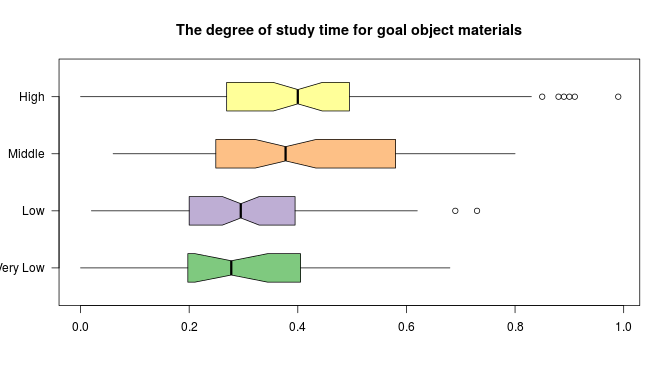 The degree of study time for goal object materials
High
Middle
Low
Very Low
0.0 0.2 0.4 0.6 0.8 1.0